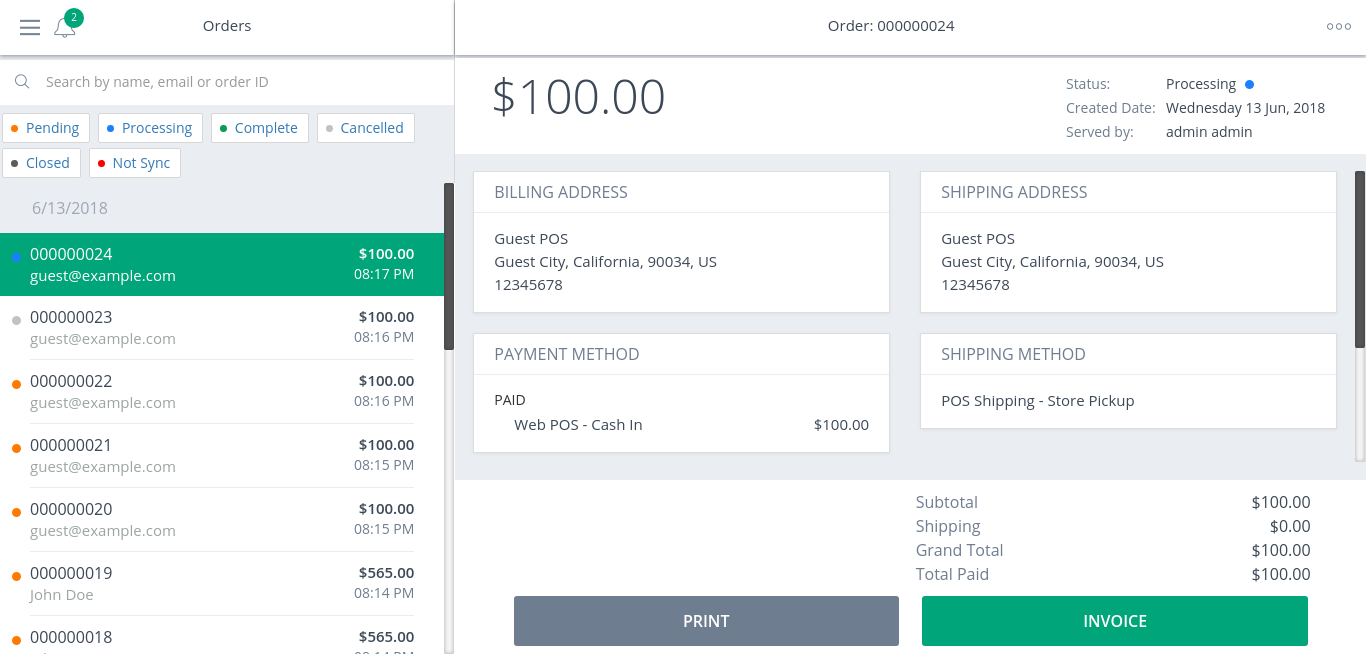 2
Orders
Search by name, email or order ID
Pending Processing Complete Cancelled
Closed Not Sync
6/13/2018
000000024 $100.00
guest@example.com 08:17 PM
000000023 $100.00
guest@example.com 08:16 PM
000000022 $100.00
guest@example.com 08:16 PM
000000021 $100.00
guest@example.com 08:15 PM
000000020 $100.00
guest@example.com 08:15 PM
000000019 $565.00
John Doe 08:14 PM
000000018 $565.00
Order: 000000024
$100.00
Status: Processing
Created Date: Wednesday 13 Jun, 2018
Served by: admin admin
BILLING ADDRESS
Guest POS
Guest City, California, 90034, US
12345678
SHIPPING ADDRESS
Guest POS
Guest City, California, 90034, US
12345678
PAYMENT METHOD
PAID
Web POS - Cash In $100.00
SHIPPING METHOD
POS Shipping - Store Pickup
Subtotal $100.00
Shipping $0.00
Grand Total $100.00
Total Paid $100.00
PRINT INVOICE